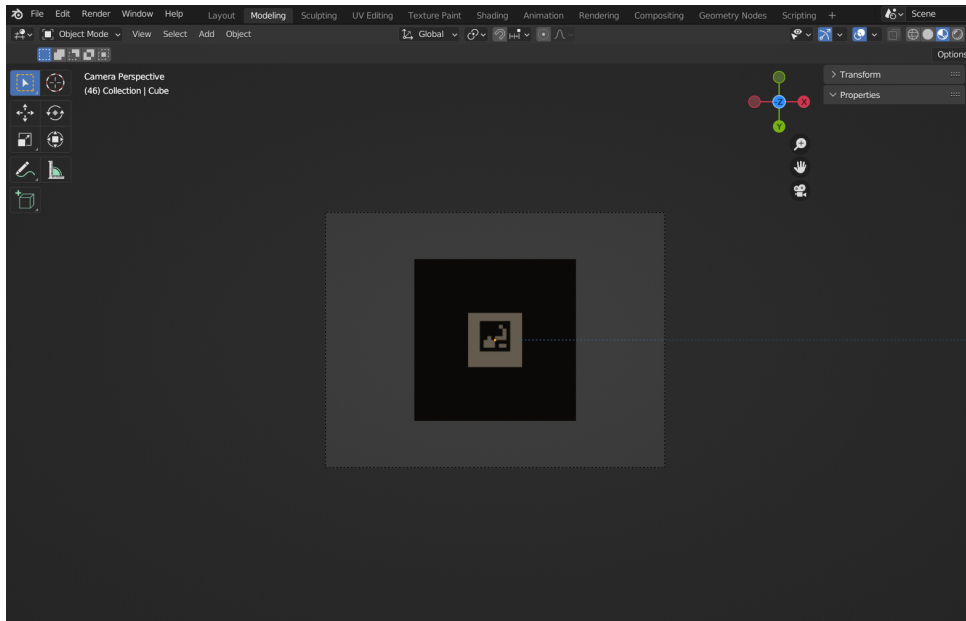 File Edit Render Window Help Layout Modeling Sculpting UV Editing Texture Paint Shading Animation Rendering Compositing Geometry Nodes Scripting + Scene
Object Mode View Select Add Object Global
Options
Camera Perspective
(46) Collection | Cube
Transform
Properties
-Z
X
Y